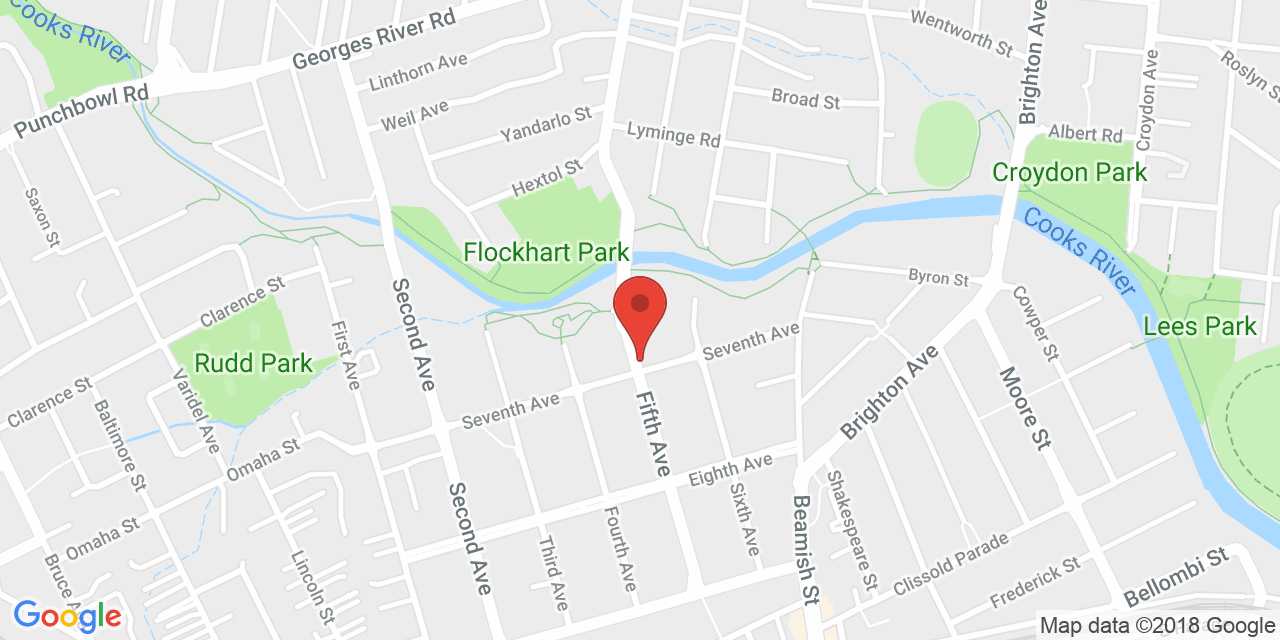 Cooks River
Georges River Rd
Wentworth St
Brighton Ave
Roslyn S
Linthorn Ave
Punchbowl Rd
Broad St
Croydon Ave
Weil Ave
Yandarlo St
Lyminge Rd
Albert Rd
Hextol St
Croydon Park
Saxon St
Cooks River
Flockhart Park
Byron St
Clarence St
Second Ave
Cowper St
Lees Park
First Ave
Seventh Ave
Rudd Park
Brighton Ave
Moore St
Clarence St
Varidel Ave
Seventh Ave
Fifth Ave
Baltimore St
Omaha St
Eighth Ave
Second Ave
Sixth Ave
Beamish St
Shakespeare St
Omaha St
Fourth Ave
Third Ave
Lincoln St
Clissold Parade
Frederick St
Bellombi St
Bruce A
Google
Map data ©2018 Google